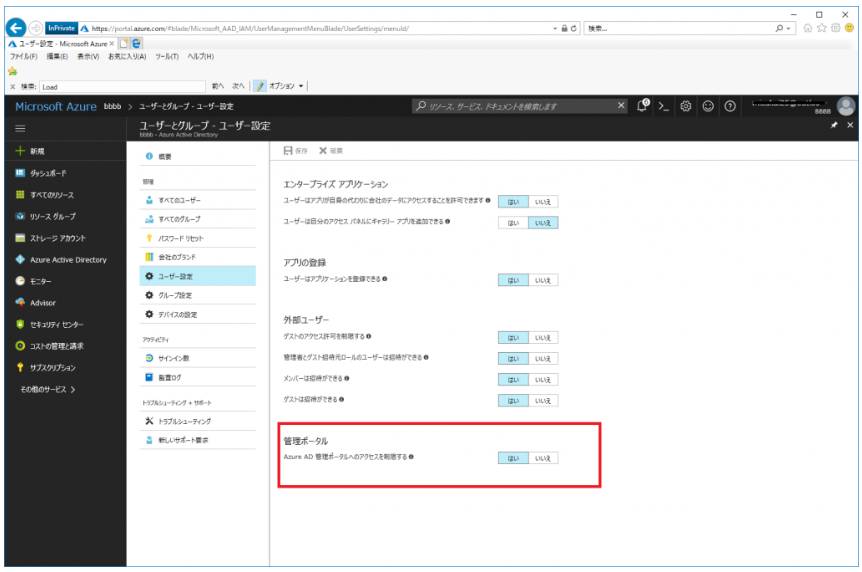 InPrivate https://portal.azure.com/#blade/Microsoft_AAD_IAM/UserManagementMenuBlade/UserSettings/menuid/ 検索...
ユーザー設定 - Microsoft Azure ×
ファイル(F) 編集(E) 表示(V) お気に入り(A) ツール(T) ヘルプ(H)
× 検索: Load 前へ 次へ オプション
Microsoft Azure bbbb > ユーザーとグループ - ユーザー設定 リソース、サービス、ドキュメントを検索します
BBBB
ユーザーとグループ - ユーザー設定
bbbb - Azure Active Directory
新規
ダッシュボード
すべてのリソース
リソース グループ
ストレージ アカウント
Azure Active Directory
モニター
Advisor
セキュリティ センター
コストの管理と請求
サブスクリプション
その他のサービス >
概要
管理
すべてのユーザー
すべてのグループ
パスワード リセット
会社のブランド
ユーザー設定
グループ設定
デバイスの設定
アクティビティ
サインイン数
監査ログ
トラブルシューティング + サポート
トラブルシューティング
新しいサポート要求
保存 破棄
エンタープライズ アプリケーション
ユーザーはアプリが自身の代わりに会社のデータにアクセスすることを許可できます はい いいえ
ユーザーは自分のアクセス パネルにギャラリー アプリを追加できる はい いいえ
アプリの登録
ユーザーはアプリケーションを登録できる はい いいえ
外部ユーザー
ゲストのアクセス許可を制限する はい いいえ
管理者とゲスト招待元ロールのユーザーは招待ができる はい いいえ
メンバーは招待ができる はい いいえ
ゲストは招待ができる はい いいえ
管理ポータル
Azure AD 管理ポータルへのアクセスを制限する はい いいえ